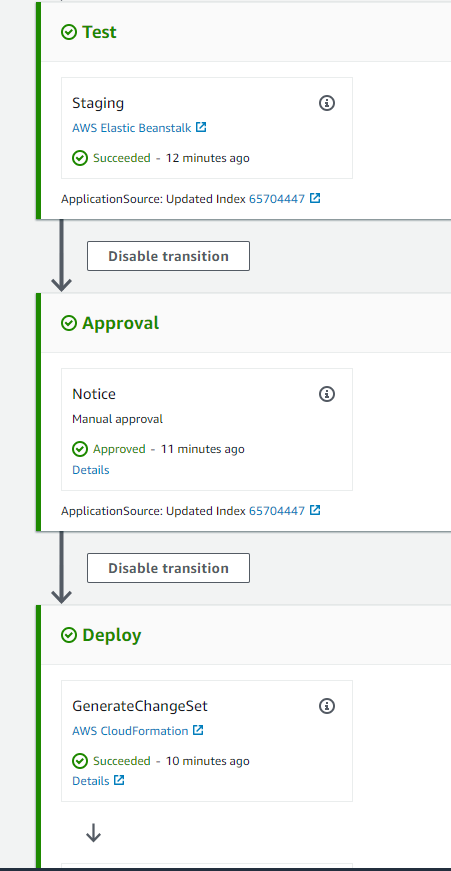 Test
Staging
AWS Elastic Beanstalk
Succeeded - 12 minutes ago
ApplicationSource: Updated Index 65704447
Disable transition
Approval
Notice
Manual approval
Approved - 11 minutes ago
Details
ApplicationSource: Updated Index 65704447
Disable transition
Deploy
GenerateChangeSet
AWS CloudFormation
Succeeded - 10 minutes ago
Details